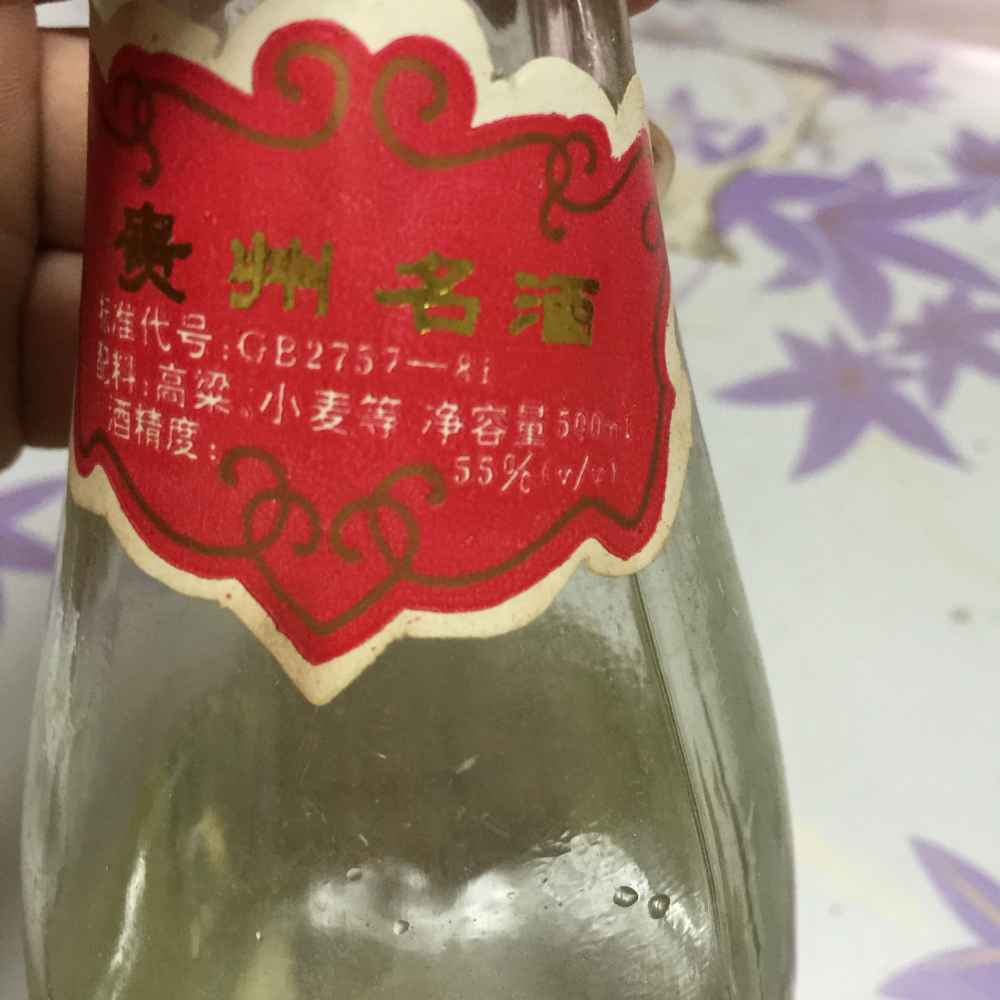 贵州名酒
标准代号:GB2757—81
配料:高粱、小麦等 净容量500ml
酒精度: 55%(v/v)